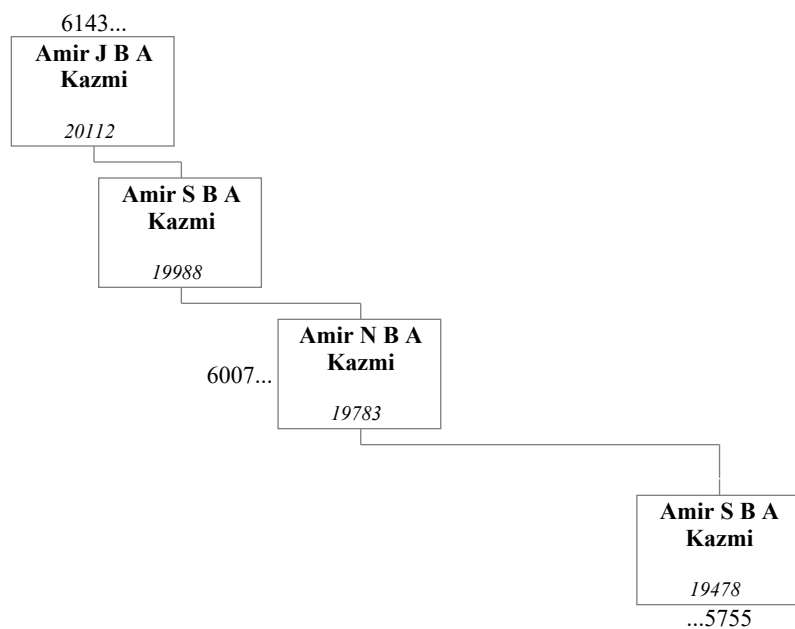 6143...
Amir J B A
Kazmi
20112
Amir S B A
Kazmi
19988
Amir N B A
Kazmi
6007...
19783
Amir S B A
Kazmi
19478
...5755